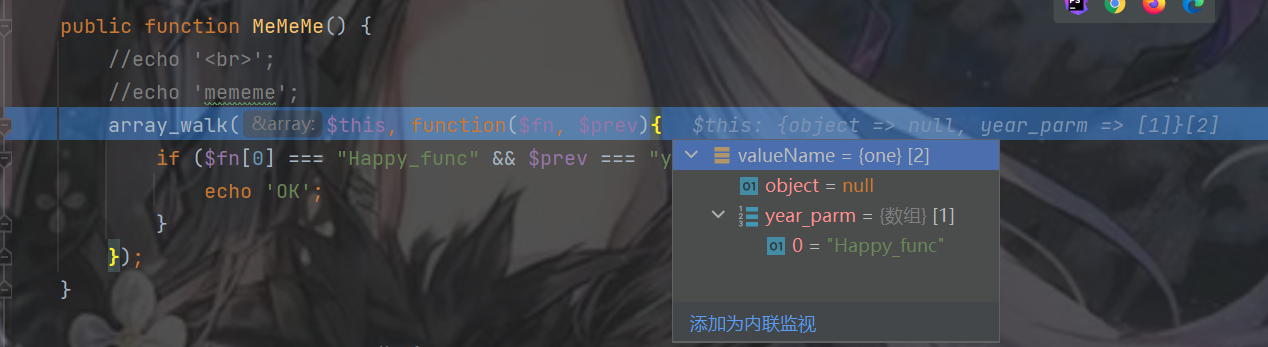 public function MeMeMe() {
//echo '<br>';
//echo 'mememe';
array_walk( &array: $this, function($fn, $prev){ $this: {object => null, year_parm => [1]}[2]
if ($fn[0] === "Happy_func" && $prev === "y
echo 'OK';
}
});
}
valueName = {one} [2]
object = null
year_parm = {数组} [1]
0 = "Happy_func"
添加为内联监视